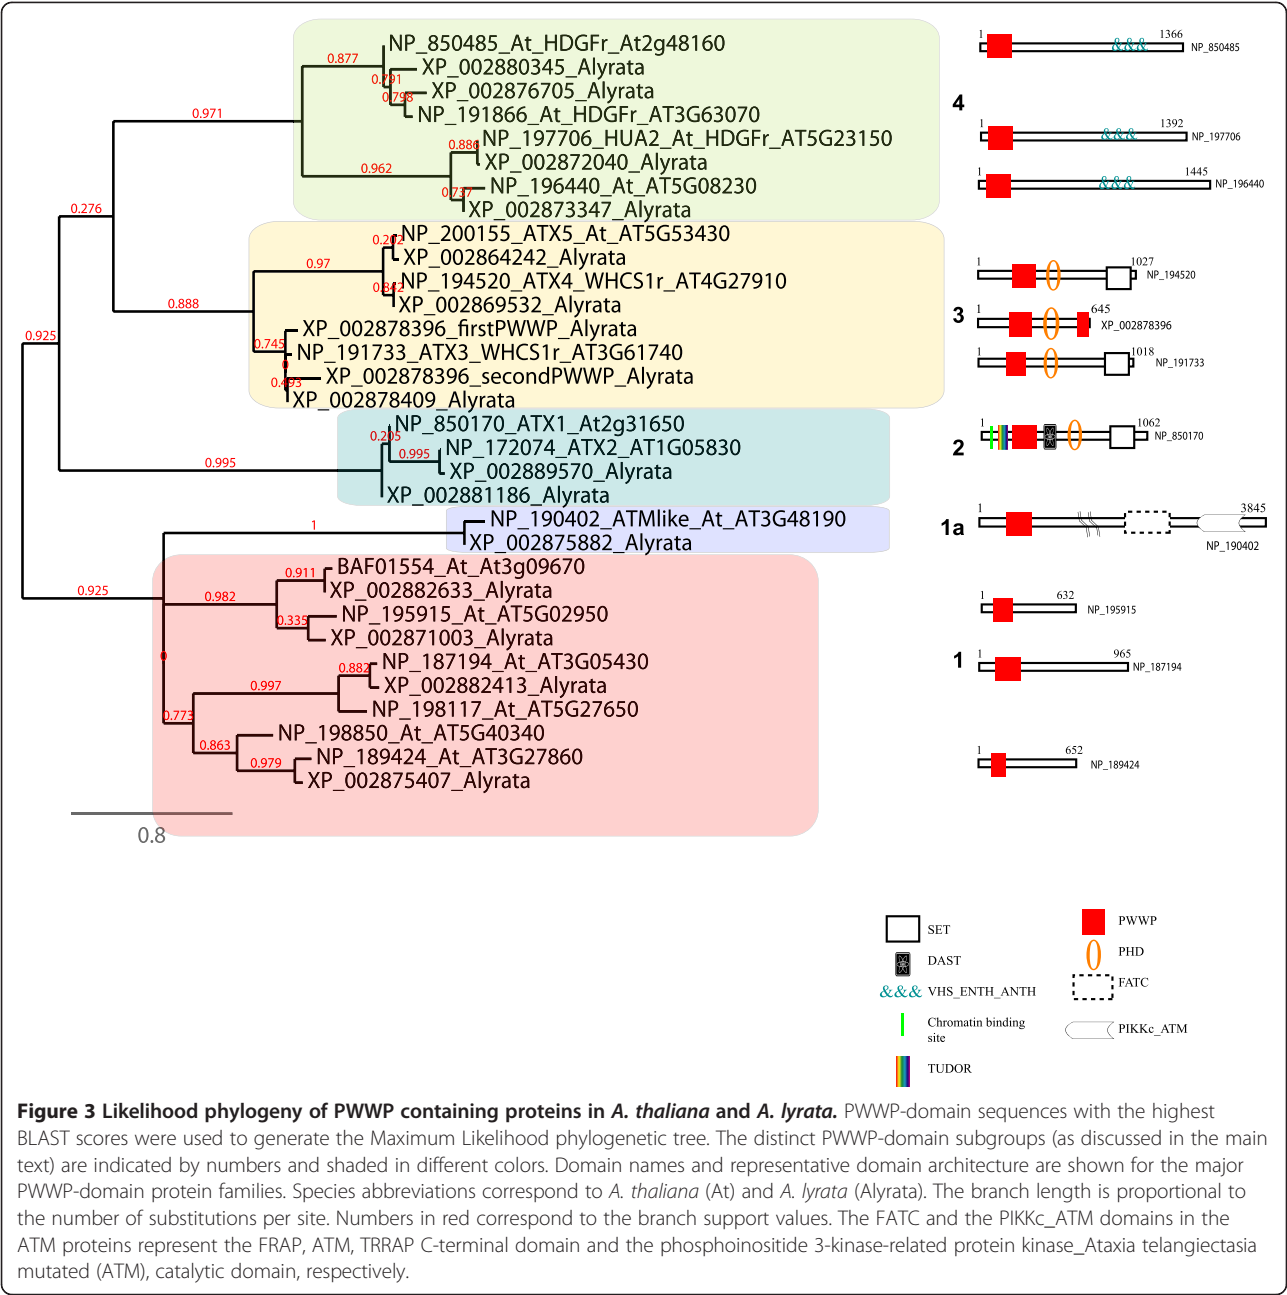 NP_850485_At_HDGFr_At2g48160
0.877
XP_002880345_Alyrata
0.791
XP_002876705_Alyrata
0.798
NP_191866_At_HDGFr_AT3G63070
0.971
NP_197706_HUA2_At_HDGFr_AT5G23150
0.886
XP_002872040_Alyrata
0.962
NP_196440_At_AT5G08230
0.737
XP_002873347_Alyrata
0.276
NP_200155_ATX5_At_AT5G53430
0.202
XP_002864242_Alyrata
0.97
NP_194520_ATX4_WHCS1r_AT4G27910
0.842
XP_002869532_Alyrata
0.888
XP_002878396_firstPWWP_Alyrata
0.745
NP_191733_ATX3_WHCS1r_AT3G61740
0
XP_002878396_secondPWWP_Alyrata
0.493
XP_002878409_Alyrata
0.925
NP_850170_ATX1_At2g31650
0.205
NP_172074_ATX2_AT1G05830
0.995
XP_002889570_Alyrata
0.995
XP_002881186_Alyrata
1
NP_190402_ATMlike_At_AT3G48190
XP_002875882_Alyrata
0.925
BAF01554_At_At3g09670
0.911
XP_002882633_Alyrata
0.982
NP_195915_At_AT5G02950
0.335
XP_002871003_Alyrata
0
NP_187194_At_AT3G05430
0.882
XP_002882413_Alyrata
0.997
NP_198117_At_AT5G27650
0.773
NP_198850_At_AT5G40340
0.863
NP_189424_At_AT3G27860
0.979
XP_002875407_Alyrata
0.8
4
1 1366
&&& NP_850485
1 1392
&&& NP_197706
1 1445
&&& NP_196440
3
1 1027
NP_194520
1 645
XP_002878396
1 1018
NP_191733
2
1 1062
NP_850170
1a
1 3845
NP_190402
1
1 632
NP_195915
1 965
NP_187194
1 652
NP_189424
SET
DAST
&&& VHS_ENTH_ANTH
Chromatin binding
site
TUDOR
PWWP
PHD
FATC
PIKKc_ATM
Figure 3 Likelihood phylogeny of PWWP containing proteins in A. thaliana and A. lyrata. PWWP-domain sequences with the highest
BLAST scores were used to generate the Maximum Likelihood phylogenetic tree. The distinct PWWP-domain subgroups (as discussed in the main
text) are indicated by numbers and shaded in different colors. Domain names and representative domain architecture are shown for the major
PWWP-domain protein families. Species abbreviations correspond to A. thaliana (At) and A. lyrata (Alyrata). The branch length is proportional to
the number of substitutions per site. Numbers in red correspond to the branch support values. The FATC and the PIKKc_ATM domains in the
ATM proteins represent the FRAP, ATM, TRRAP C-terminal domain and the phosphoinositide 3-kinase-related protein kinase_Ataxia telangiectasia
mutated (ATM), catalytic domain, respectively.